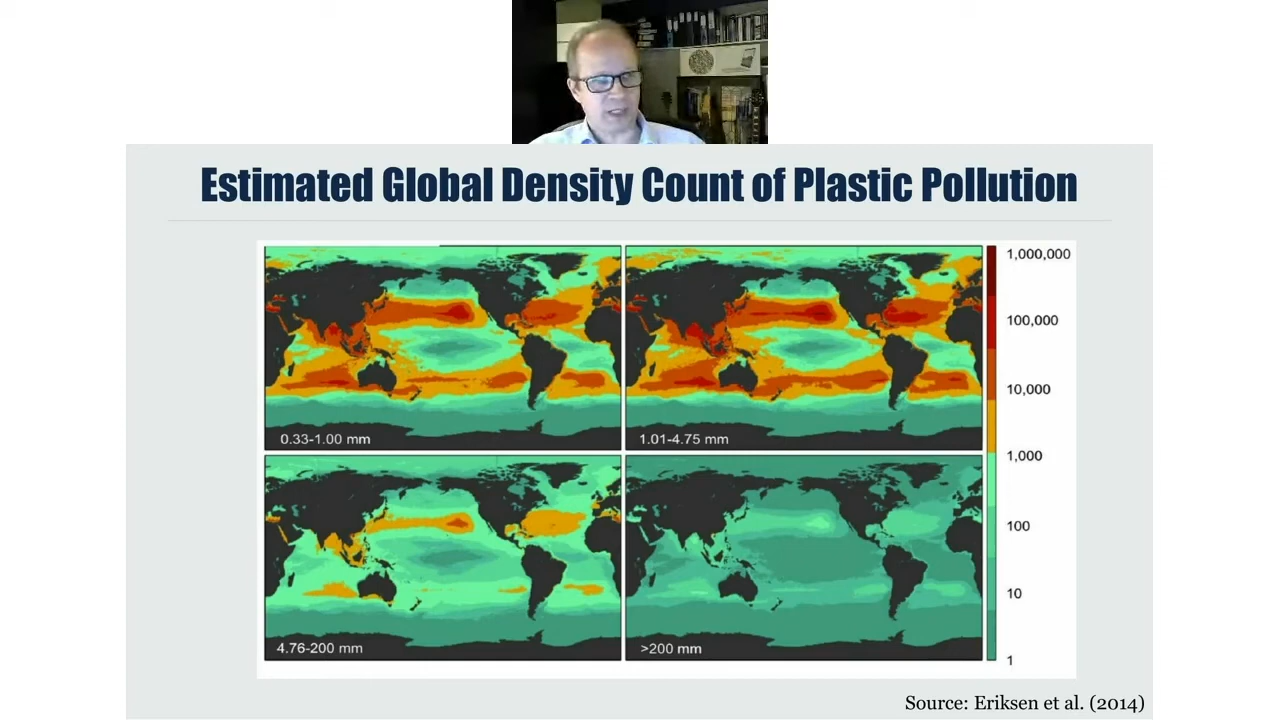 Estimated Global Density Count of Plastic Pollution
0.33-1.00 mm
1.01-4.75 mm
4.76-200 mm
>200 mm
1,000,000
100,000
10,000
1,000
100
10
1
Source: Eriksen et al. (2014)